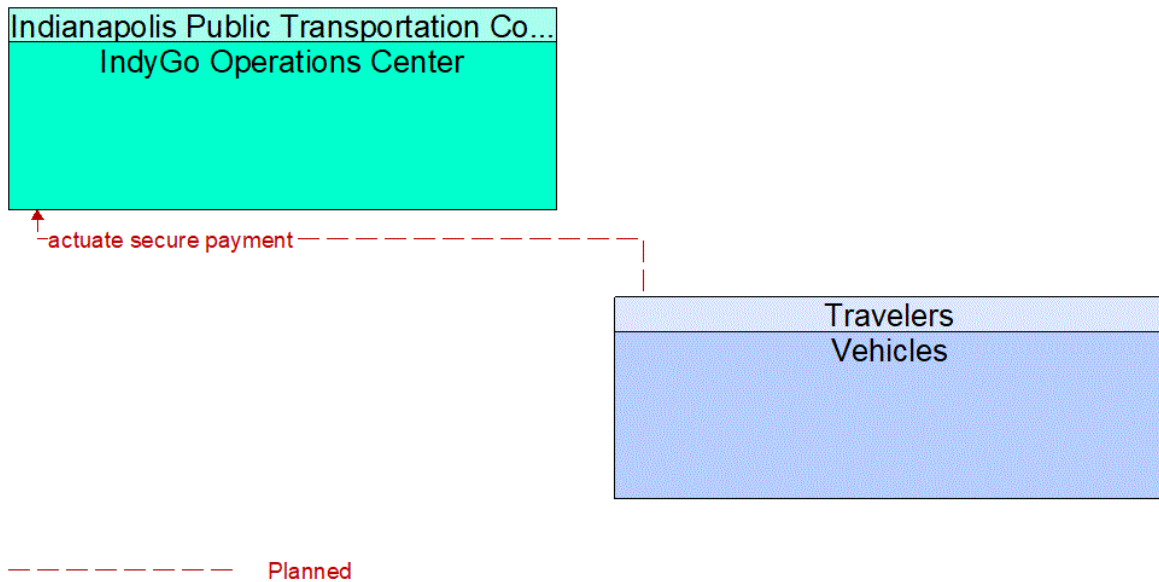 Indianapolis Public Transportation Co...
IndyGo Operations Center
actuate secure payment
Travelers
Vehicles
Planned